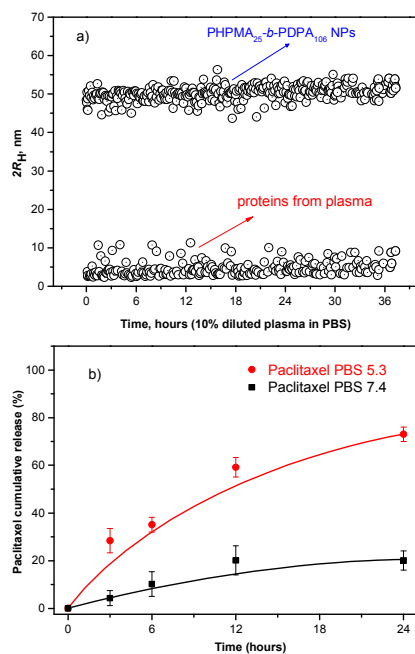 a)
PHPMA25-b-PDPA106 NPs
70
60
50
40
30
20
10
0
2RH, nm
proteins from plasma
0 6 12 18 24 30 36
Time, hours (10% diluted plasma in PBS)
b)
Paclitaxel PBS 5.3
Paclitaxel PBS 7.4
100
80
60
40
20
0
Paclitaxel cumulative release (%)
0 6 12 18 24
Time (hours)